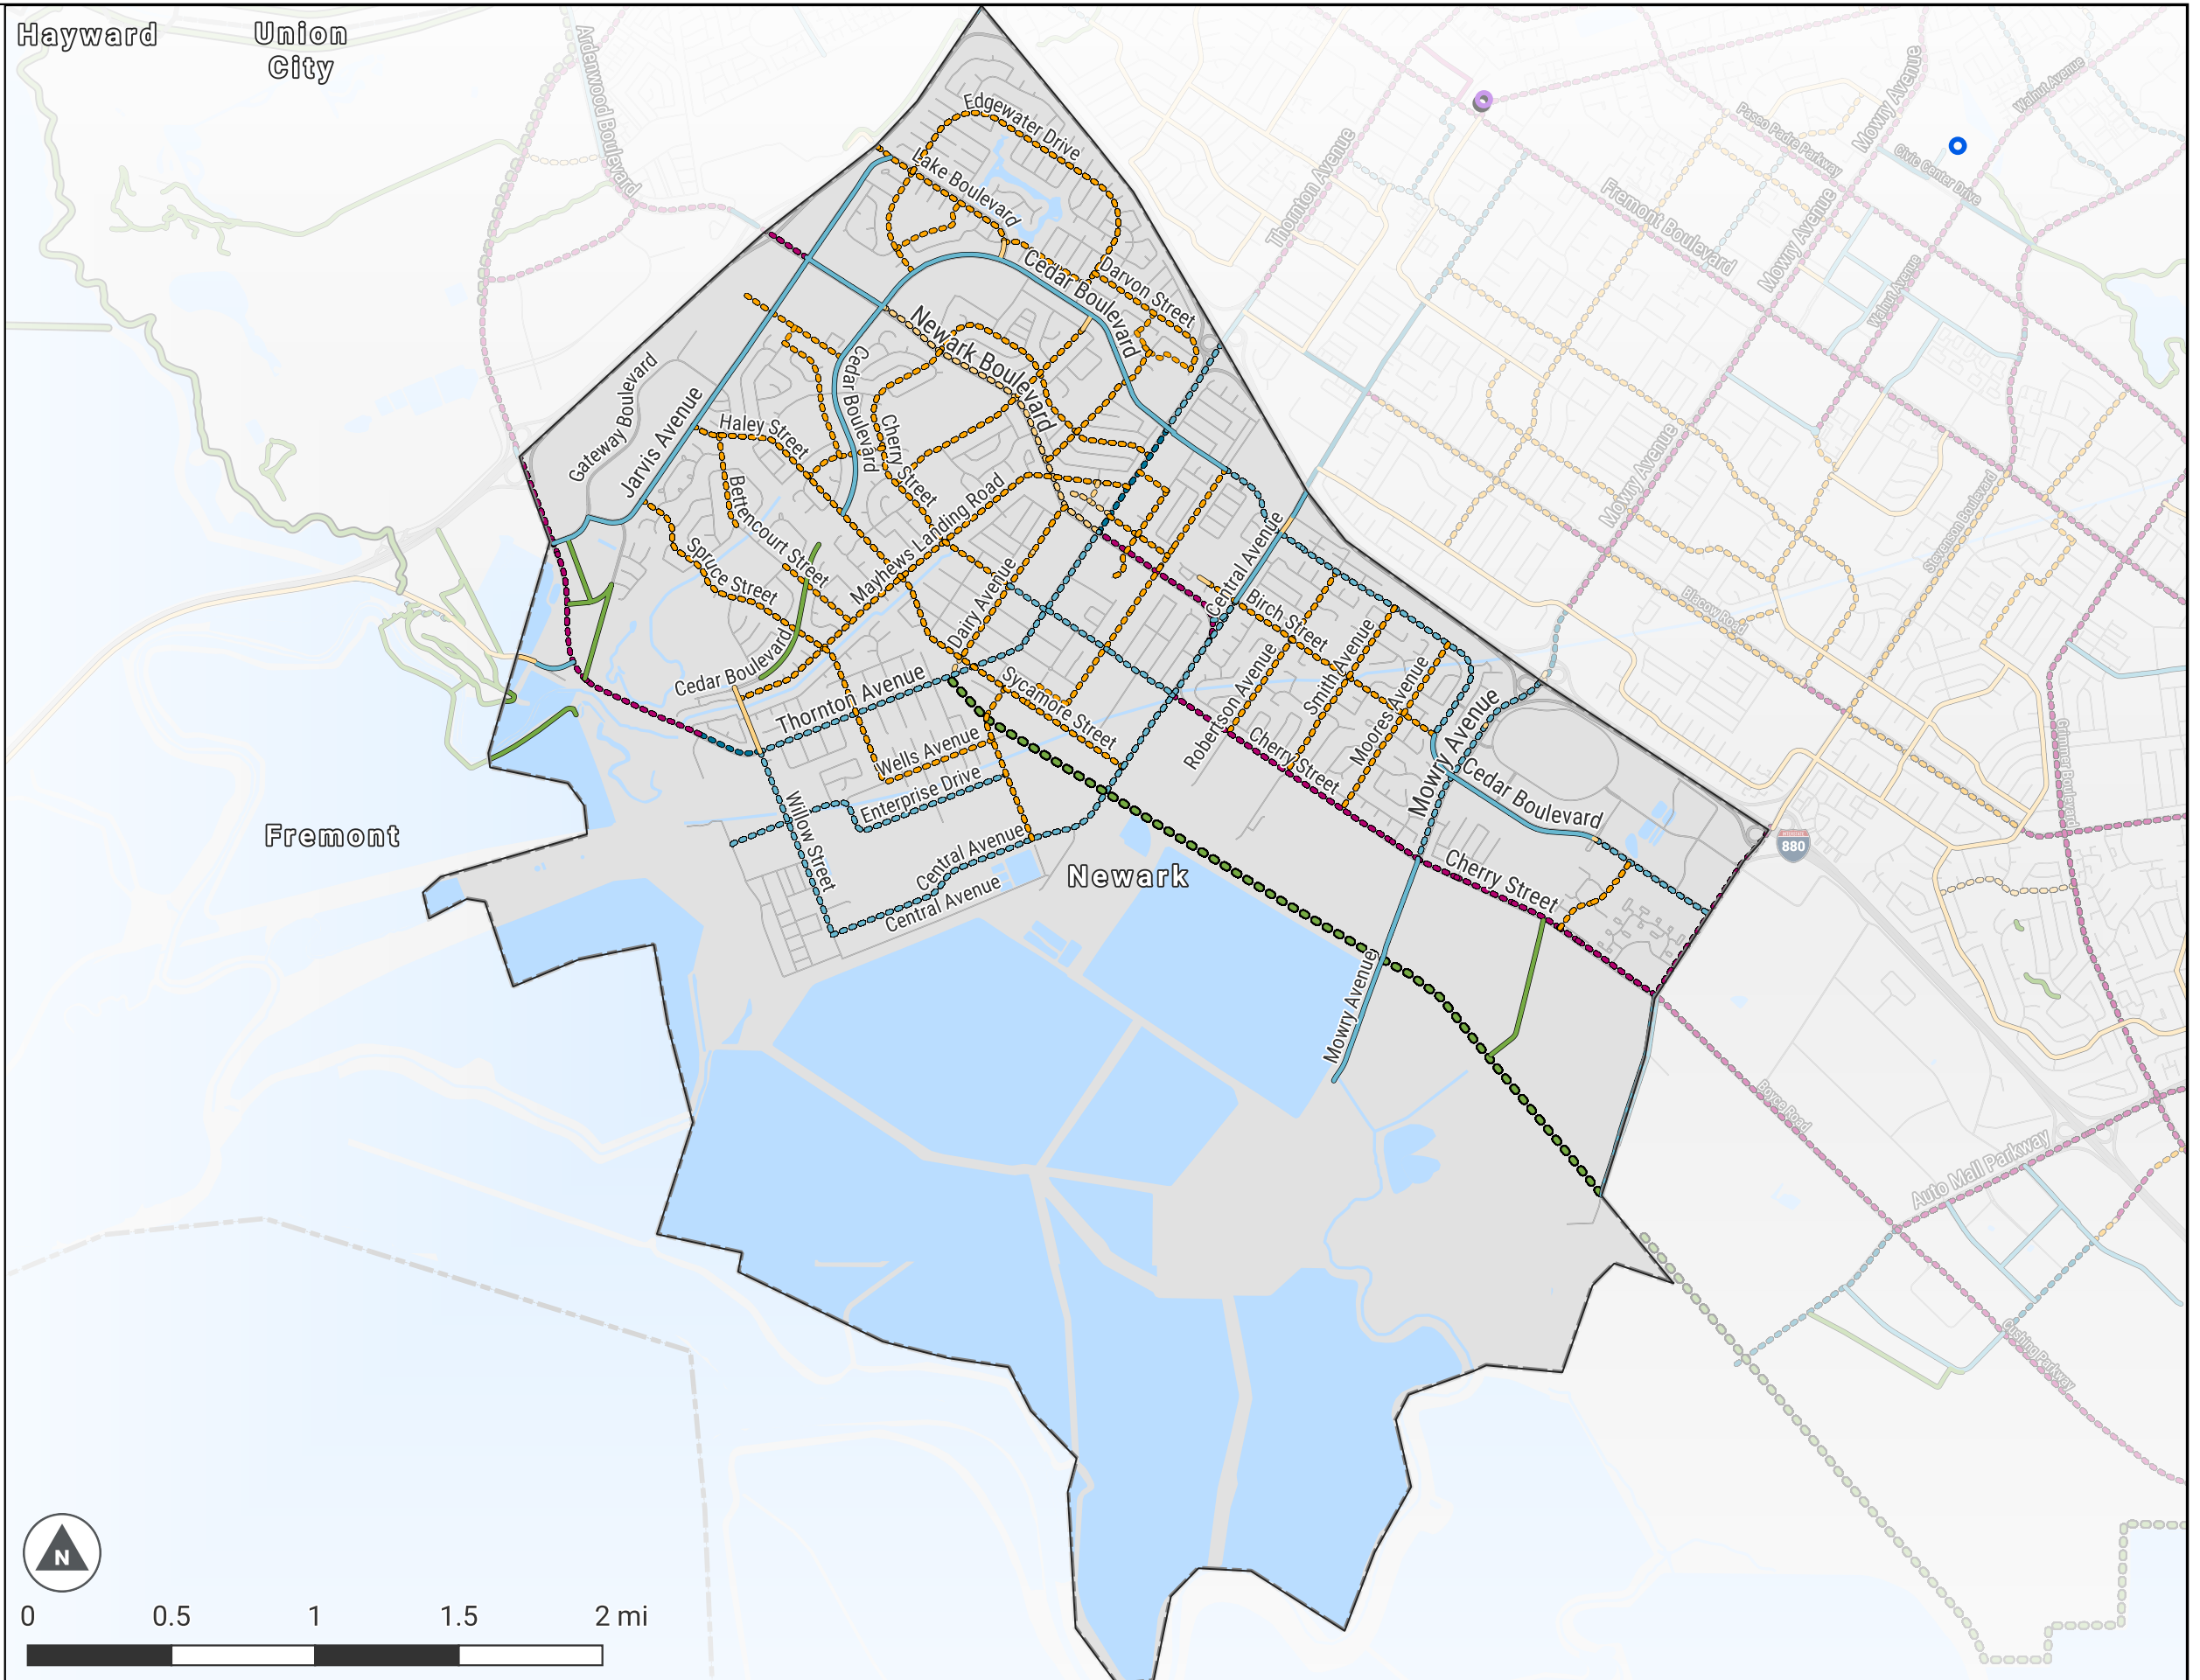 Hayward
Union
City
Ardenwood Boulevard
Edgewater Drive
Lake Boulevard
Cedar Boulevard
Darvon Street
Newark Boulevard
Cedar Boulevard
Gateway Boulevard
Jarvis Avenue
Haley Street
Cherry Street
Bettencourt Street
Mayhews Landing Road
Spruce Street
Cedar Boulevard
Dairy Avenue
Thornton Avenue
Sycamore Street
Wells Avenue
Enterprise Drive
Willow Street
Central Avenue
Central Avenue
Central Avenue
Birch Street
Robertson Avenue
Smith Avenue
Moores Avenue
Cherry Street
Mowry Avenue
Cedar Boulevard
Cherry Street
Mowry Avenue
Newark
Fremont
Thornton Avenue
Fremont Boulevard
Paseo Padre Parkway
Mowry Avenue
Walnut Avenue
Civic Center Drive
Mowry Avenue
Walnut Avenue
Mowry Avenue
Stevenson Boulevard
Blacow Road
Grimmer Boulevard
880
Boyce Road
Auto Mall Parkway
Cushing Parkway
N
0 0.5 1 1.5 2 mi